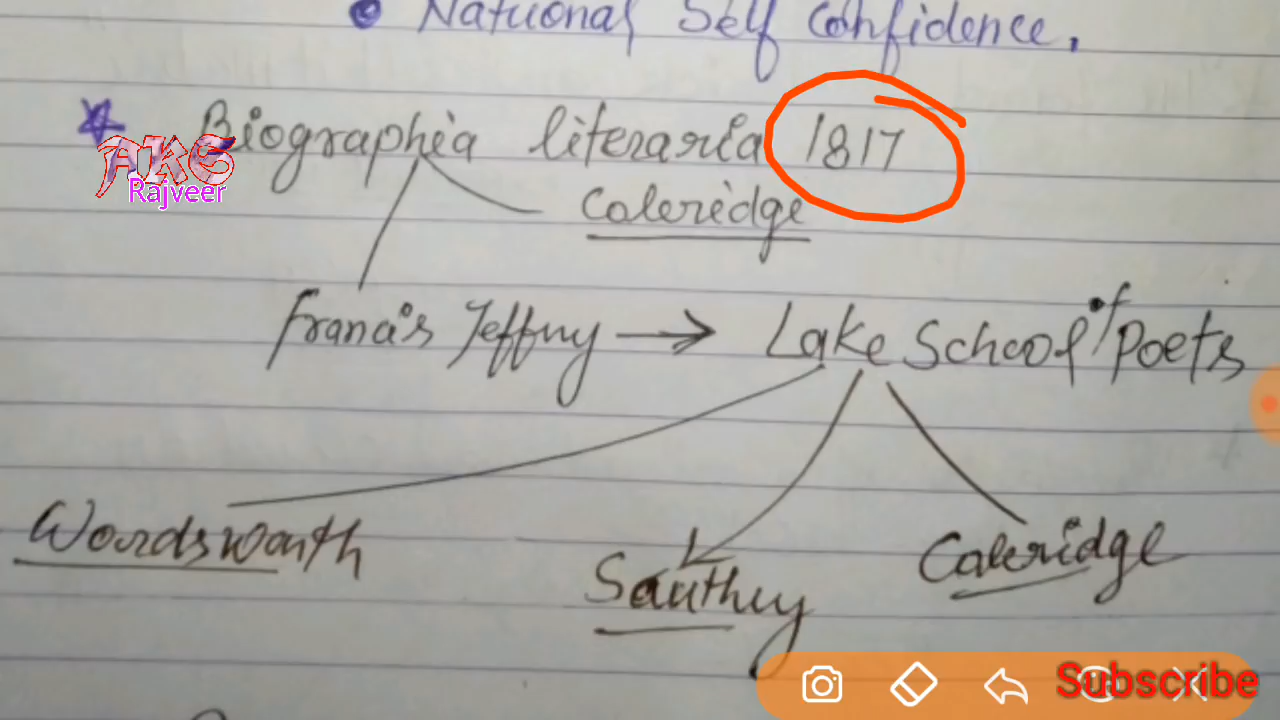 National Self Confidence.
Biographia literaria 1817
AKG
Rajveer
Coleridge
Francis Jeffry → Lake School of Poets
Wordsworth
Southey
Coleridge
Subscribe